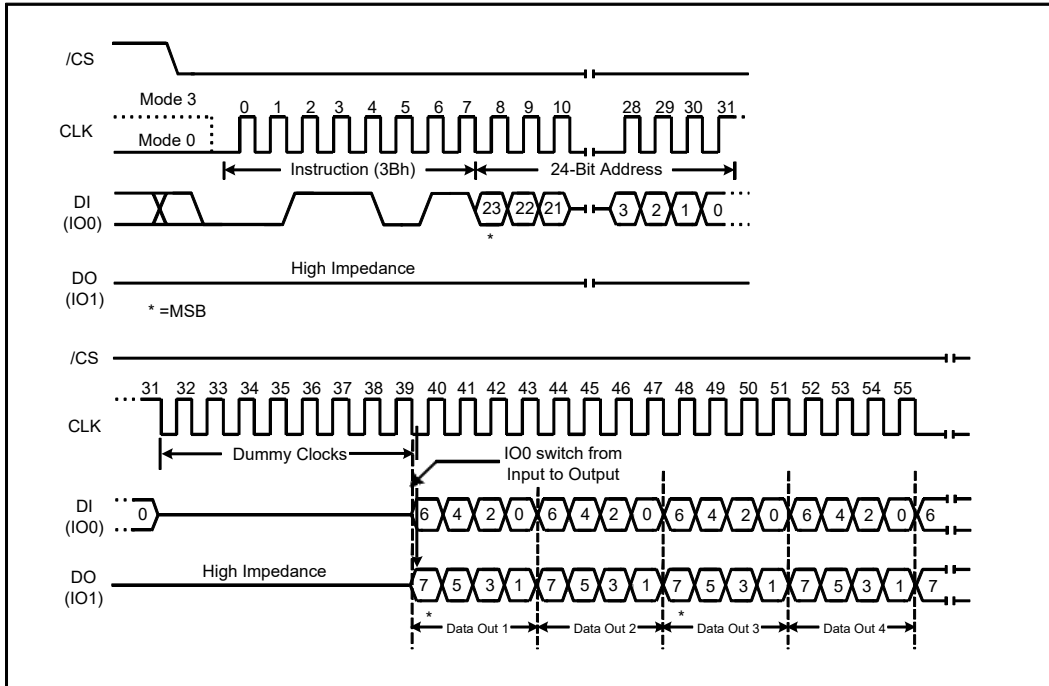 /CS
Mode 3
0 1 2 3 4 5 6 7 8 9 10 28 29 30 31
CLK
Mode 0
Instruction (3Bh) 24-Bit Address
DI
(IO0)
23 22 21 3 2 1 0
*
High Impedance
DO
(IO1)
* =MSB
/CS
31 32 33 34 35 36 37 38 39 40 41 42 43 44 45 46 47 48 49 50 51 52 53 54 55
CLK
Dummy Clocks
IO0 switch from
Input to Output
DI
(IO0)
0 6 4 2 0 6 4 2 0 6 4 2 0 6 4 2 0 6
High Impedance
DO
(IO1)
7 5 3 1 7 5 3 1 7 5 3 1 7 5 3 1 7
* *
Data Out 1 Data Out 2 Data Out 3 Data Out 4